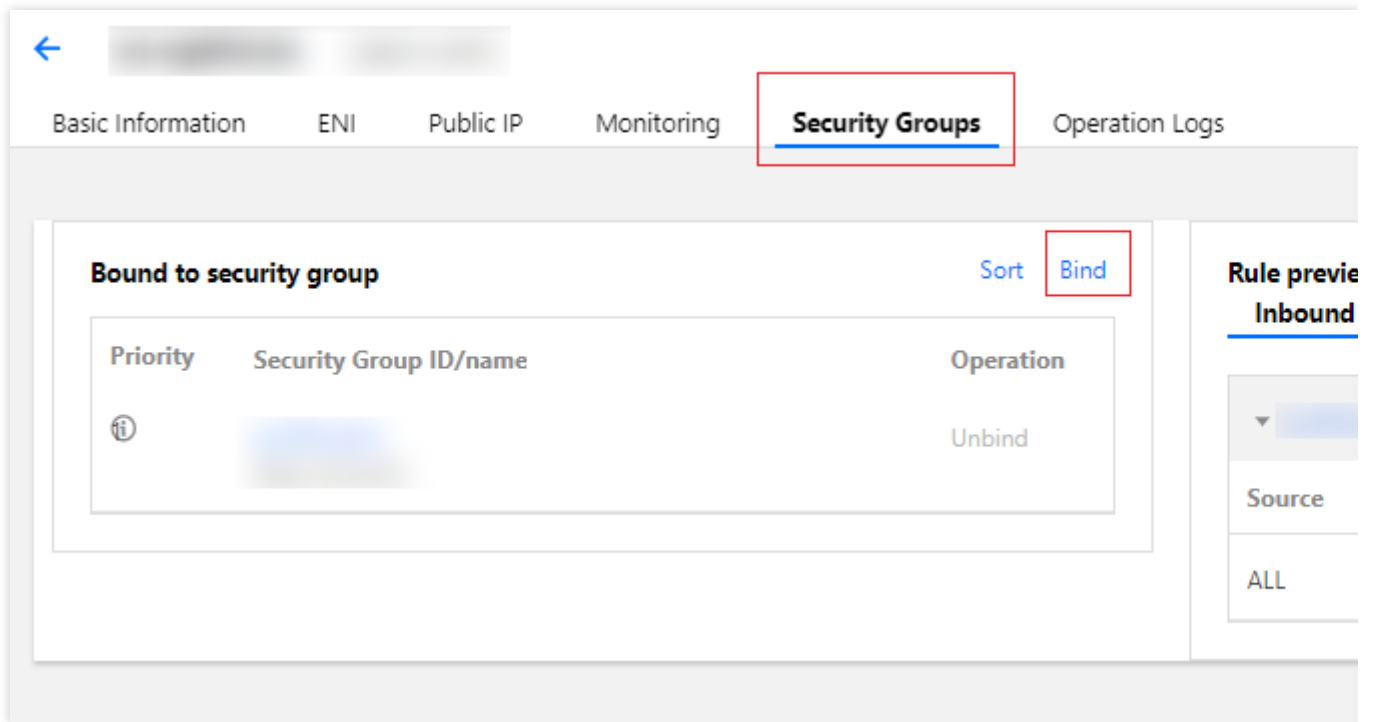 Basic Information ENI Public IP Monitoring Security Groups Operation Logs
Bound to security group Sort Bind
Priority Security Group ID/name Operation
Unbind
Rule previe
Inbound
Source
ALL